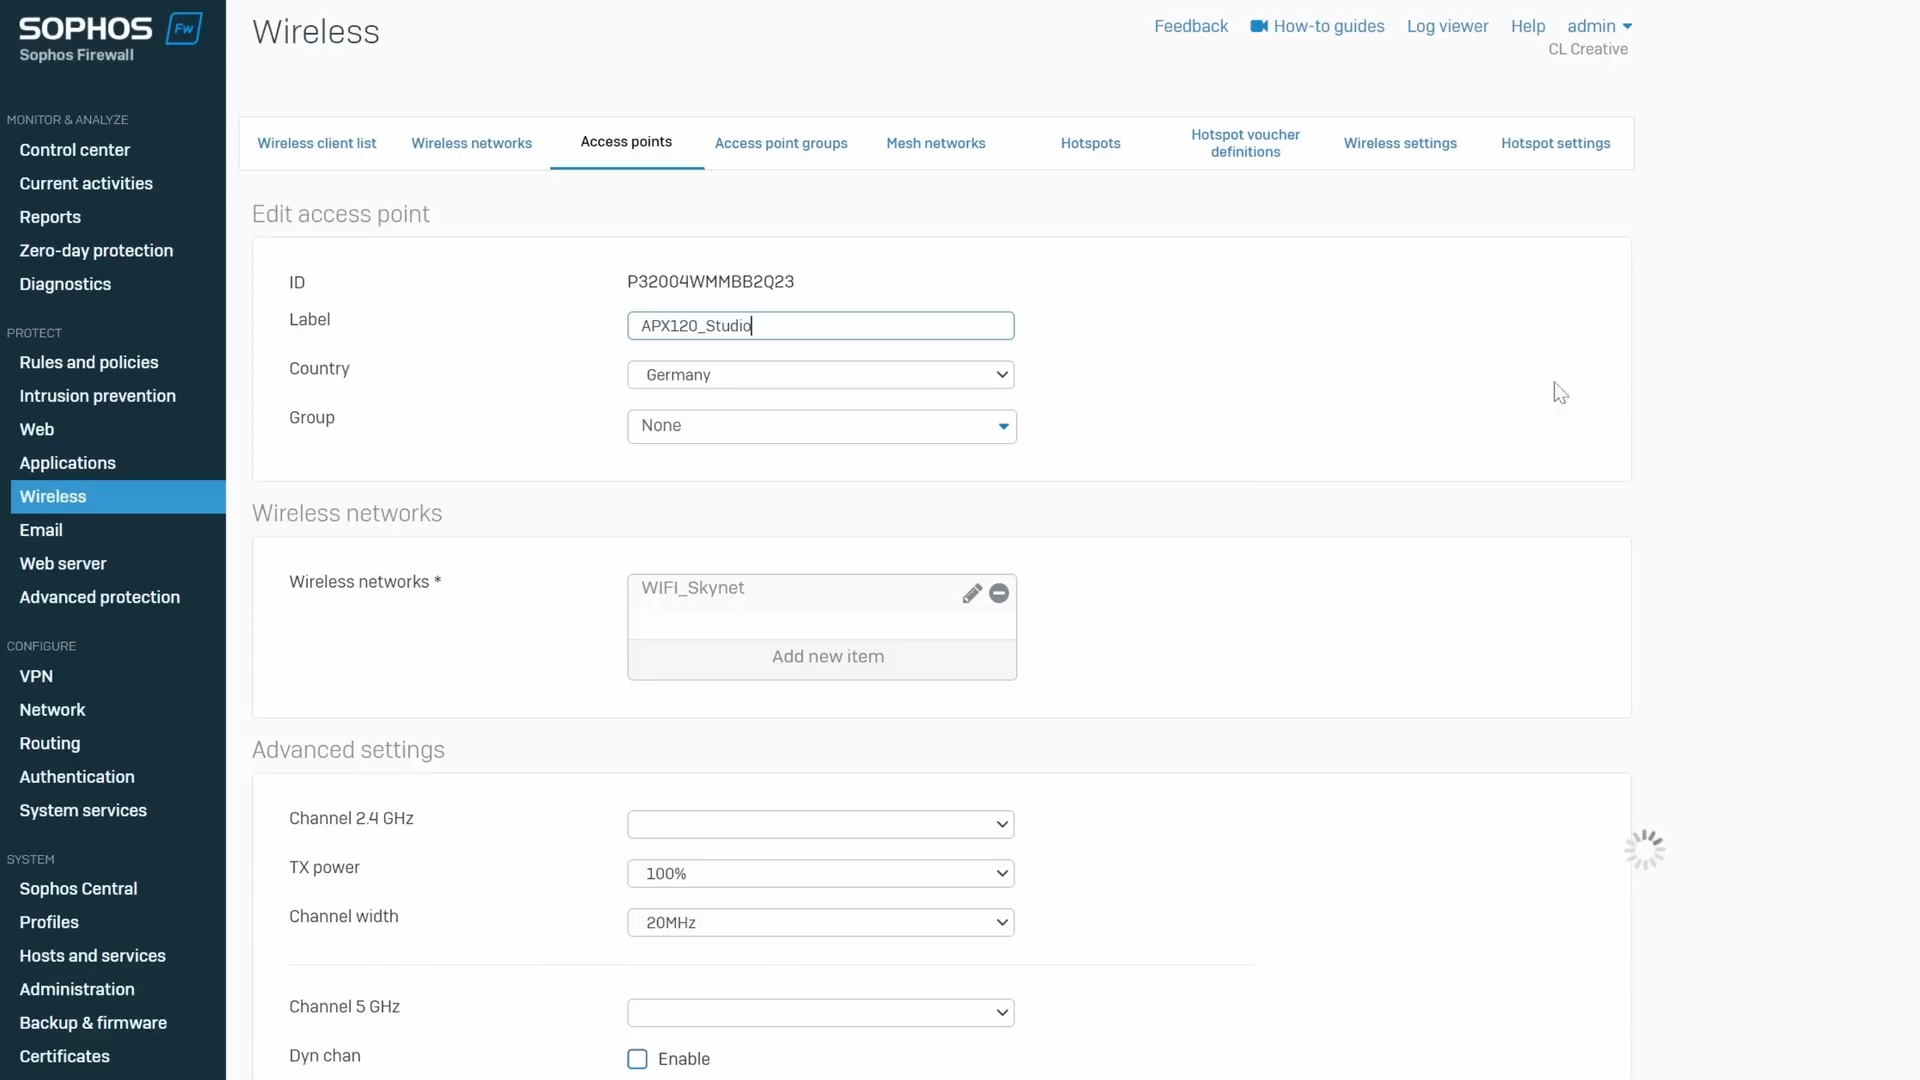 SOPHOS Fw
Sophos Firewall
MONITOR & ANALYZE
Control center
Current activities
Reports
Zero-day protection
Diagnostics
PROTECT
Rules and policies
Intrusion prevention
Web
Applications
Wireless
Email
Web server
Advanced protection
CONFIGURE
VPN
Network
Routing
Authentication
System services
SYSTEM
Sophos Central
Profiles
Hosts and services
Administration
Backup & firmware
Certificates
Wireless
Feedback How-to guides Log viewer Help admin
CL Creative
Wireless client list Wireless networks Access points Access point groups Mesh networks Hotspots Hotspot voucher definitions Wireless settings Hotspot settings
Edit access point
ID P32004WMMBB2Q23
Label APX120_Studio
Country Germany
Group None
Wireless networks
Wireless networks * WIFI_Skynet
Add new item
Advanced settings
Channel 2.4 GHz
TX power 100%
Channel width 20MHz
Channel 5 GHz
Dyn chan Enable